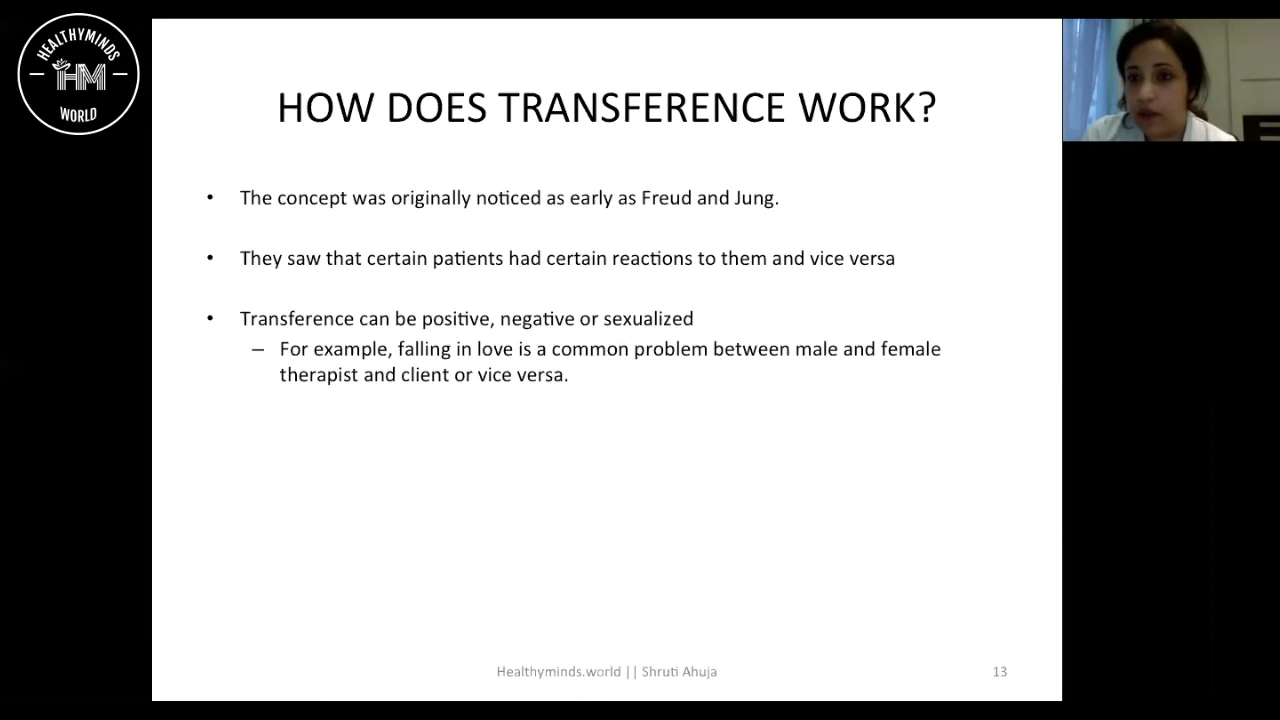 HEALTHYMINDS
HM
WORLD
HOW DOES TRANSFERENCE WORK?
• The concept was originally noticed as early as Freud and Jung.
• They saw that certain patients had certain reactions to them and vice versa
• Transference can be positive, negative or sexualized
– For example, falling in love is a common problem between male and female
therapist and client or vice versa.
Healthyminds.world || Shruti Ahuja
13